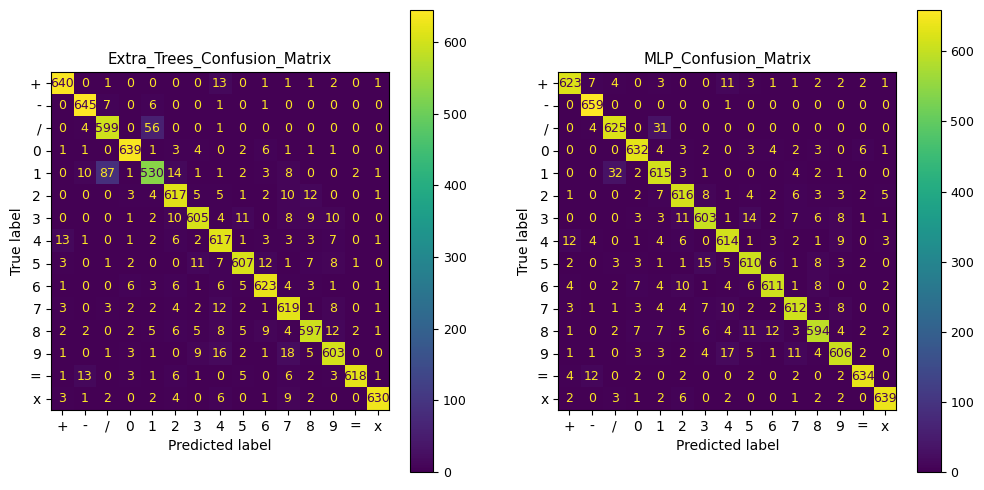 Extra_Trees_Confusion_Matrix
+ 640 0 1 0 0 0 0 13 0 1 1 1 2 0 1
- 0 645 7 0 6 0 0 1 0 1 0 0 0 0 0
/ 0 4 599 0 56 0 0 1 0 0 0 0 0 0 0
0 1 1 0 639 1 3 4 0 2 6 1 1 1 0 0
1 0 10 87 1 530 14 1 1 2 3 8 0 0 2 1
2 0 0 0 3 4 617 5 5 1 2 10 12 0 0 1
3 0 0 0 1 2 10 605 4 11 0 8 9 10 0 0
4 13 1 0 1 2 6 2 617 1 3 3 3 7 0 1
5 3 0 1 2 0 0 11 7 607 12 1 7 8 1 0
6 1 0 0 6 3 6 1 6 5 623 4 3 1 0 1
7 3 0 3 2 2 4 2 12 2 1 619 1 8 0 1
8 2 2 0 2 5 6 5 8 5 9 4 597 12 2 1
9 1 0 1 3 1 0 9 16 2 1 18 5 603 0 0
= 1 13 0 3 1 6 1 0 5 0 6 2 3 618 1
x 3 1 2 0 2 4 0 6 0 1 9 2 0 0 630
+ - / 0 1 2 3 4 5 6 7 8 9 = x
Predicted label
True label
600
500
400
300
200
100
0
MLP_Confusion_Matrix
+ 623 7 4 0 3 0 0 11 3 1 1 2 2 2 1
- 0 659 0 0 0 0 0 1 0 0 0 0 0 0 0
/ 0 4 625 0 31 0 0 0 0 0 0 0 0 0 0
0 0 0 0 632 4 3 2 0 3 4 2 3 0 6 1
1 0 0 32 2 615 3 1 0 0 0 4 2 1 0 0
2 1 0 0 2 7 616 8 1 4 2 6 3 3 2 5
3 0 0 0 3 3 11 603 1 14 2 7 6 8 1 1
4 12 4 0 1 4 6 0 614 1 3 2 1 9 0 3
5 2 0 3 3 1 1 15 5 610 6 1 8 3 2 0
6 4 0 2 7 4 10 1 4 6 611 1 8 0 0 2
7 3 1 1 3 4 4 7 10 2 2 612 3 8 0 0
8 1 0 2 7 7 5 6 4 11 12 3 594 4 2 2
9 1 1 0 3 3 2 4 17 5 1 11 4 606 2 0
= 4 12 0 2 0 2 0 0 2 0 2 0 2 634 0
x 2 0 3 1 2 6 0 2 0 0 1 2 2 0 639
+ - / 0 1 2 3 4 5 6 7 8 9 = x
Predicted label
True label
600
500
400
300
200
100
0